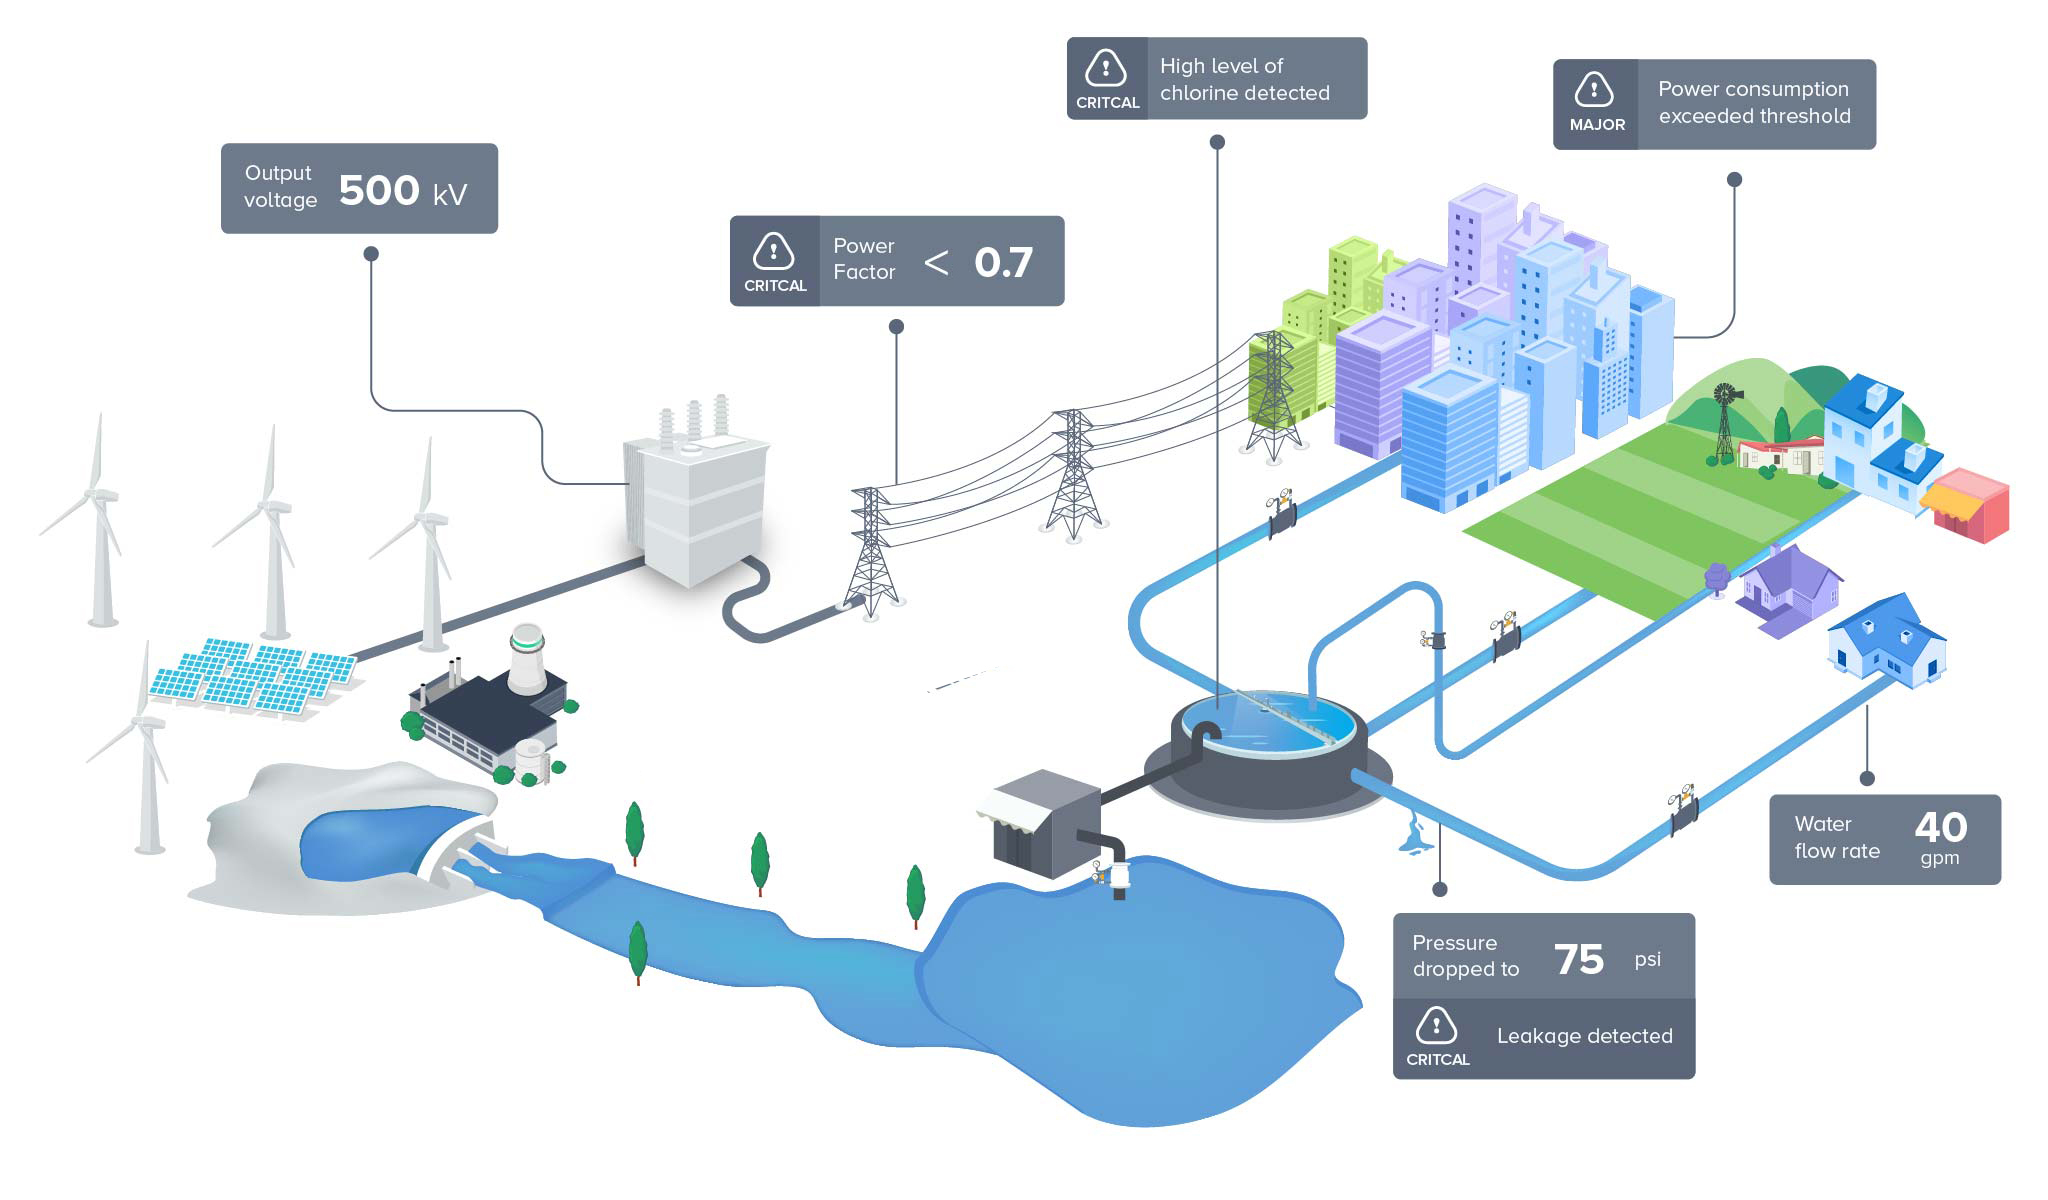 High level of
chlorine detected
CRITCAL
Power consumption
exceeded threshold
MAJOR
Output
voltage
500 kV
Power
Factor
< 0.7
CRITCAL
Water
flow rate
40
gpm
Pressure
dropped to
75 psi
Leakage detected
CRITCAL